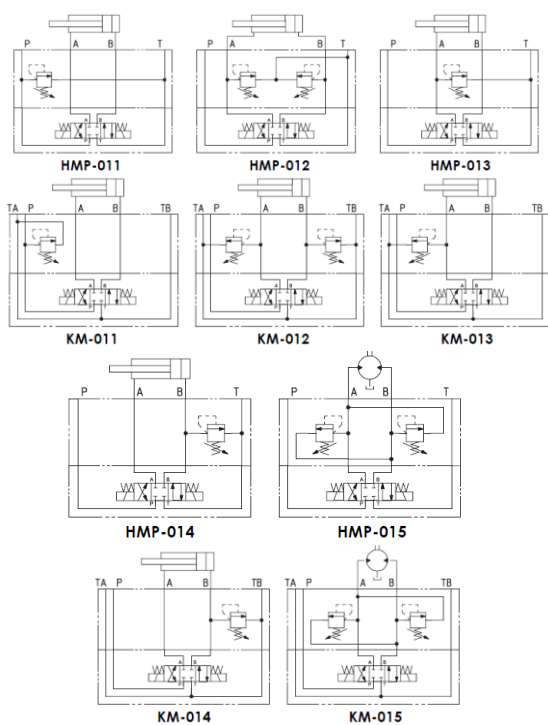 P A B T P A B T P A B T
A B A B A B
P T P T P T
HMP-011 HMP-012 HMP-013
TA P A B TB TA P A B TB TA P A B TB
A B A B A B
P T P T P T
KM-011 KM-012 KM-013
P A B T P A B T
A B A B
P T P T
HMP-014 HMP-015
TA P A B TB TA P A B TB
A B A B
P T P T
KM-014 KM-015